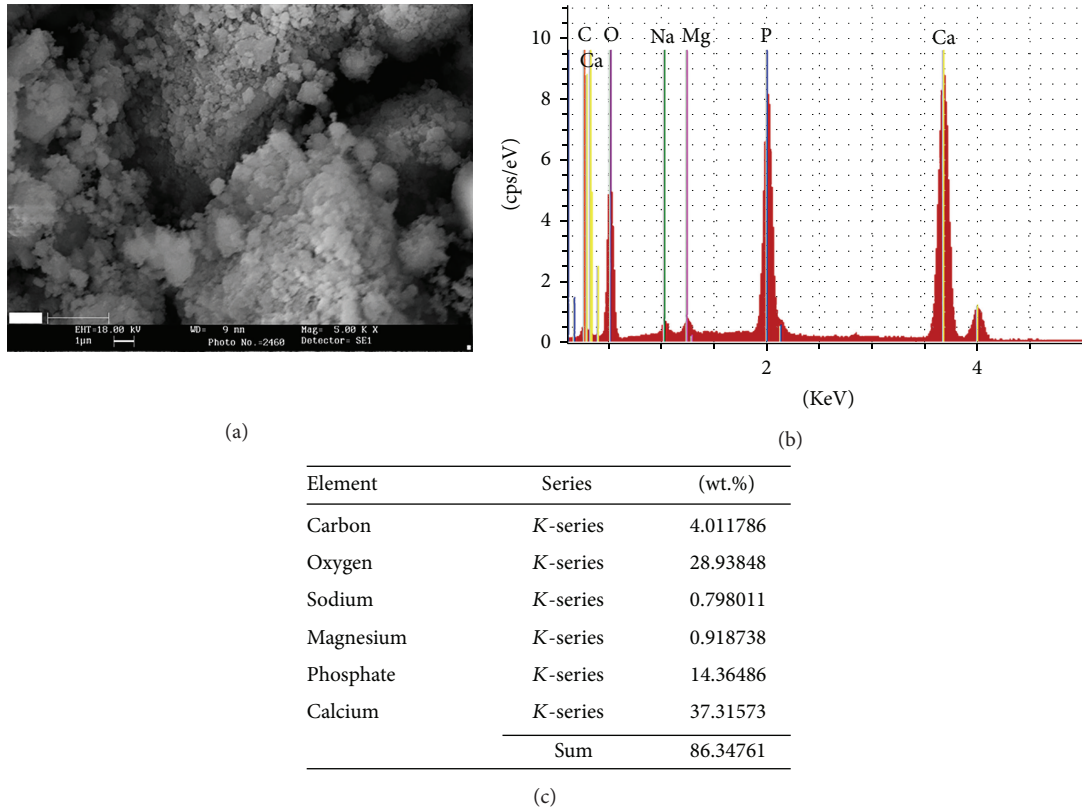 EHT=18.00 kV WD= 9 mm Mag= 5.00 K X
1µm Photo No.=2460 Detector= SE1
(a)
10
8
6
4
2
0
(cps/eV)
C O Na Mg P Ca
Ca
2 4
(KeV)
(b)
Element Series (wt.%)
Carbon K-series 4.011786
Oxygen K-series 28.93848
Sodium K-series 0.798011
Magnesium K-series 0.918738
Phosphate K-series 14.36486
Calcium K-series 37.31573
Sum 86.34761
(c)